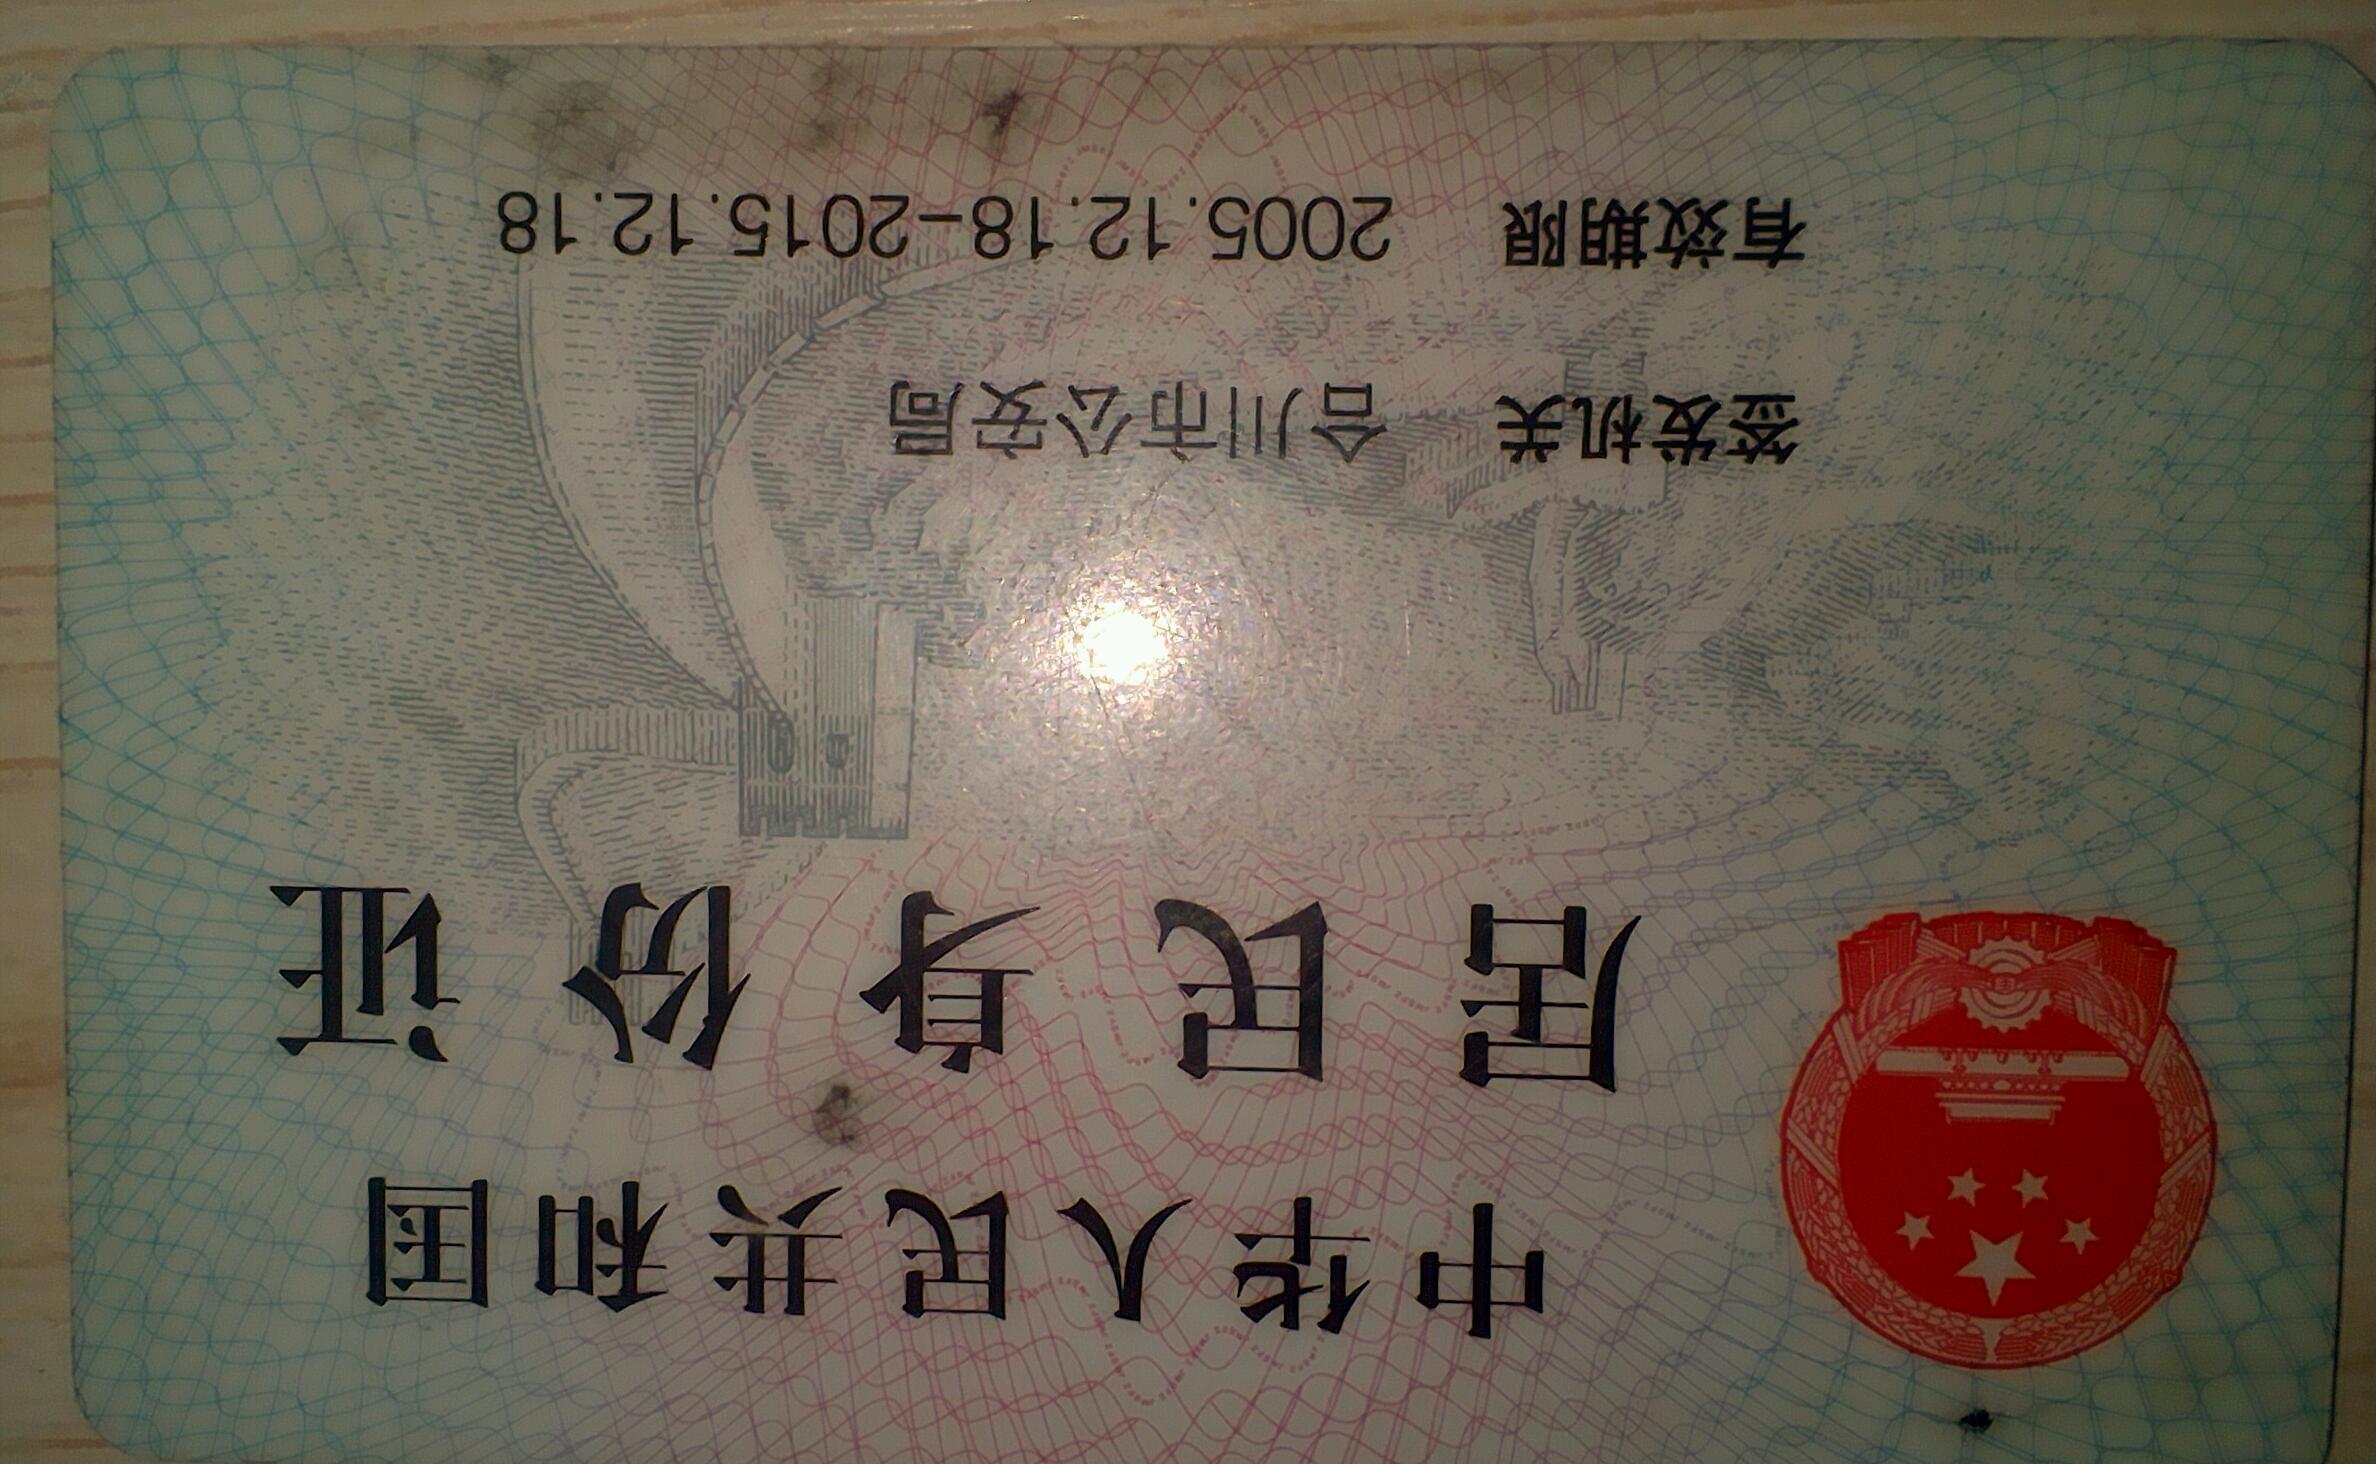 中华人民共和国
居民身份证
签发机关 合川市公安局
有效期限 2005.12.18-2015.12.18